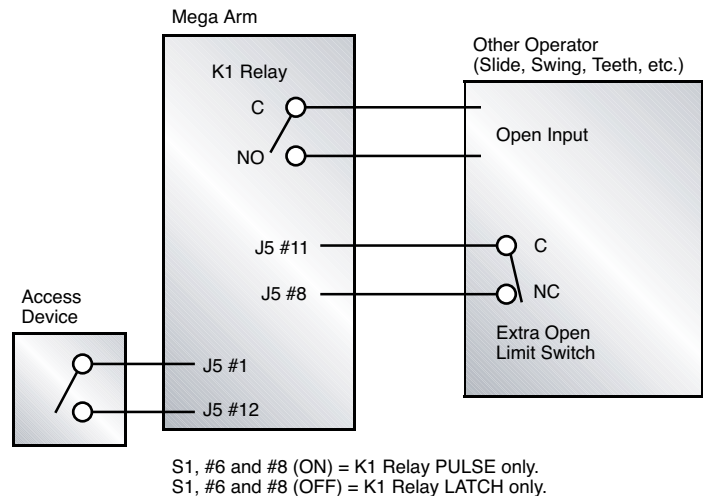 Mega Arm
Other Operator
(Slide, Swing, Teeth, etc.)
K1 Relay
C
Open Input
NO
J5 #11
C
J5 #8
NC
Access
Device
Extra Open
Limit Switch
J5 #1
J5 #12
S1, #6 and #8 (ON) = K1 Relay PULSE only.
S1, #6 and #8 (OFF) = K1 Relay LATCH only.